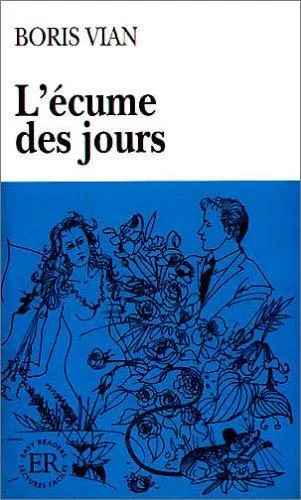 BORIS VIAN
L'écume
des jours
EASY READERS
ER
LECTURES FACILES